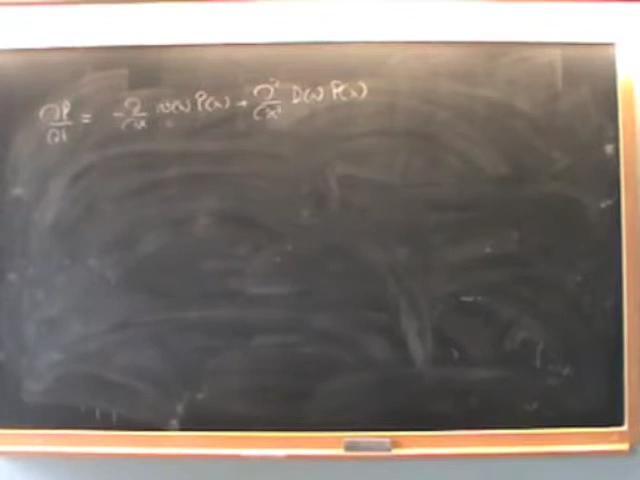 ∂P/∂t = -∂/∂x v(x) P(x) + ∂²/∂x² D(x) P(x)